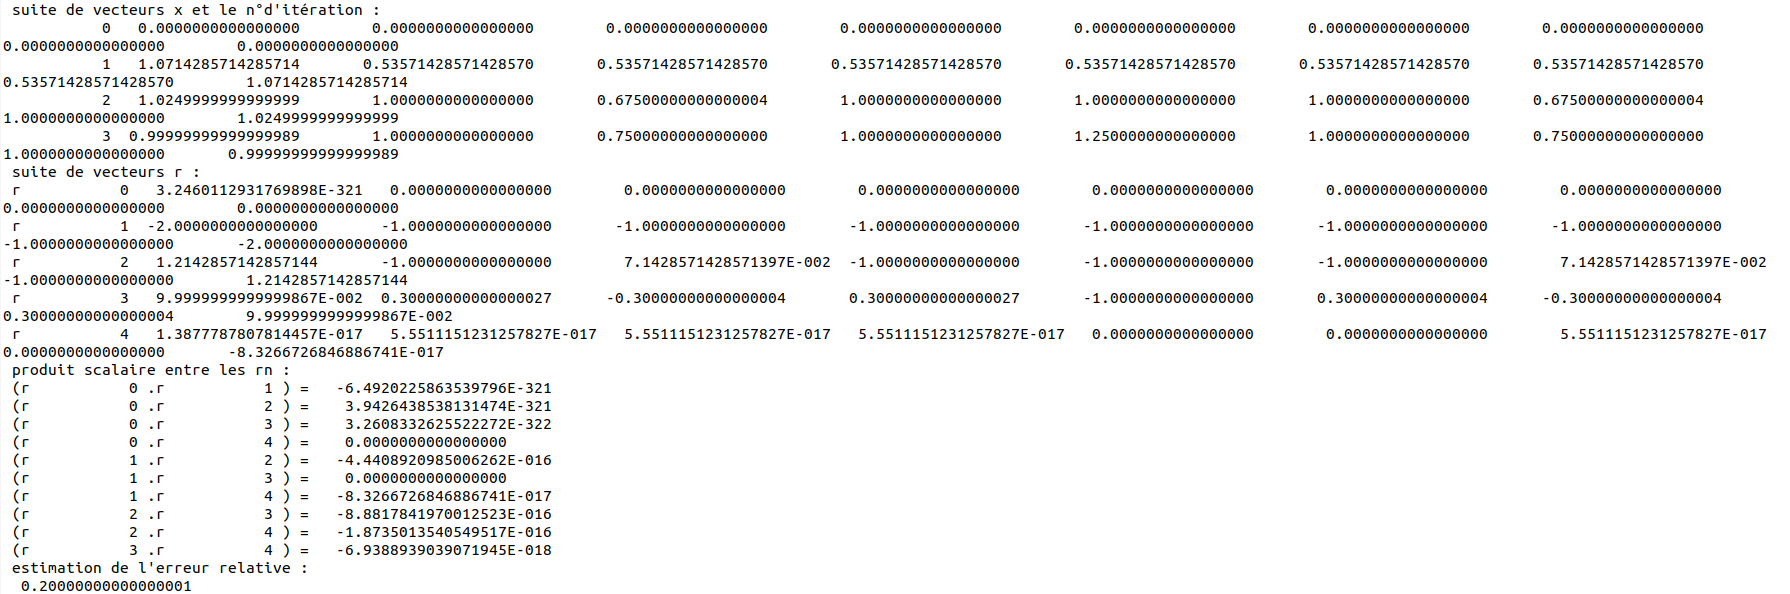 suite de vecteurs x et le n°d'itération :
0 0.0000000000000000 0.0000000000000000 0.0000000000000000 0.0000000000000000 0.0000000000000000 0.0000000000000000 0.0000000000000000
0.0000000000000000 0.0000000000000000
1 1.0714285714285714 0.53571428571428570 0.53571428571428570 0.53571428571428570 0.53571428571428570 0.53571428571428570 0.53571428571428570
0.53571428571428570 1.0714285714285714
2 1.0249999999999999 1.0000000000000000 0.67500000000000004 1.0000000000000000 1.0000000000000000 1.0000000000000000 0.67500000000000004
1.0000000000000000 1.0249999999999999
3 0.99999999999999989 1.0000000000000000 0.75000000000000000 1.0000000000000000 1.2500000000000000 1.0000000000000000 0.75000000000000000
1.0000000000000000 0.99999999999999989
suite de vecteurs r :
r 0 3.2460112931769898E-321 0.0000000000000000 0.0000000000000000 0.0000000000000000 0.0000000000000000 0.0000000000000000 0.0000000000000000
0.0000000000000000 0.0000000000000000
r 1 -2.0000000000000000 -1.0000000000000000 -1.0000000000000000 -1.0000000000000000 -1.0000000000000000 -1.0000000000000000 -1.0000000000000000
-1.0000000000000000 -2.0000000000000000
r 2 1.2142857142857144 -1.0000000000000000 7.1428571428571397E-002 -1.0000000000000000 -1.0000000000000000 -1.0000000000000000 7.1428571428571397E-002
-1.0000000000000000 1.2142857142857144
r 3 9.9999999999999867E-002 0.30000000000000027 -0.30000000000000004 0.30000000000000027 -1.0000000000000000 0.30000000000000004 -0.30000000000000004
0.30000000000000004 9.9999999999999867E-002
r 4 1.3877787807814457E-017 5.5511151231257827E-017 5.5511151231257827E-017 5.5511151231257827E-017 0.0000000000000000 0.0000000000000000 5.5511151231257827E-017
0.0000000000000000 -8.3266726846886741E-017
produit scalaire entre les rn :
(r 0 .r 1 ) = -6.4920225863539796E-321
(r 0 .r 2 ) = 3.9426438538131474E-321
(r 0 .r 3 ) = 3.2608332625522272E-322
(r 0 .r 4 ) = 0.0000000000000000
(r 1 .r 2 ) = -4.4408920985006262E-016
(r 1 .r 3 ) = 0.0000000000000000
(r 1 .r 4 ) = -8.3266726846886741E-017
(r 2 .r 3 ) = -8.8817841970012523E-016
(r 2 .r 4 ) = -1.8735013540549517E-016
(r 3 .r 4 ) = -6.9388939039071945E-018
estimation de l'erreur relative :
0.20000000000000001